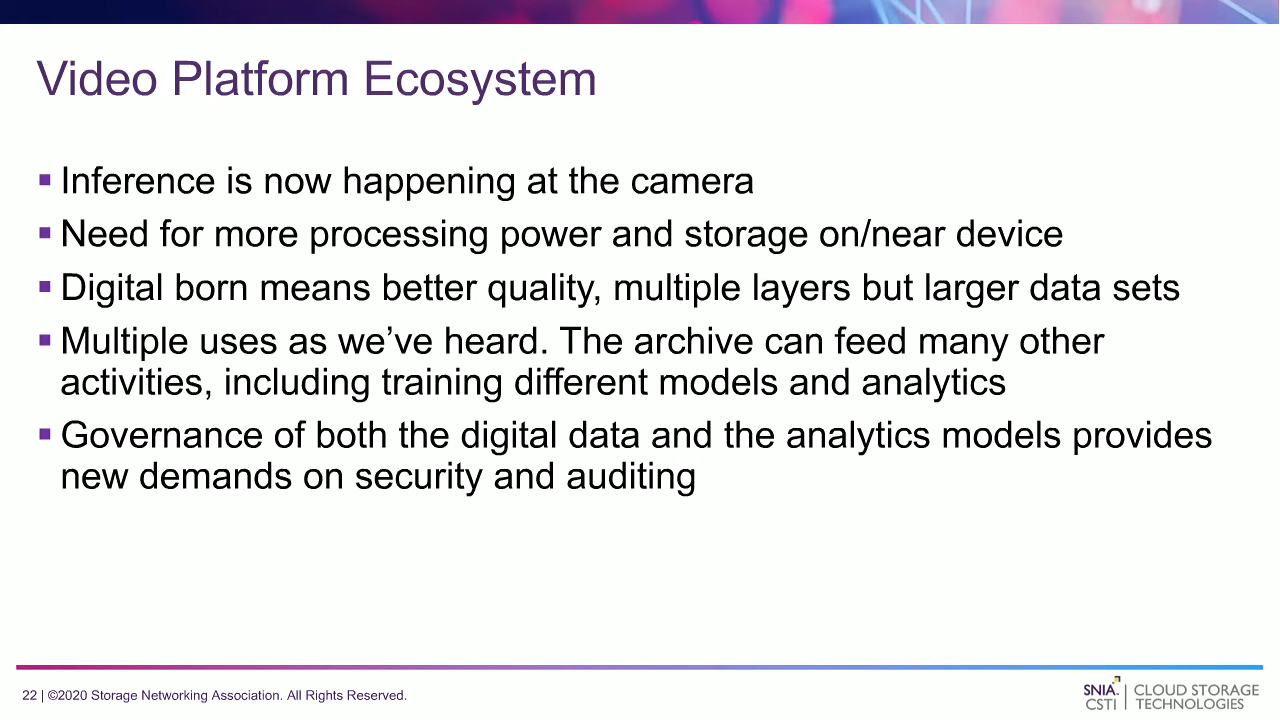 Video Platform Ecosystem
▪ Inference is now happening at the camera
▪ Need for more processing power and storage on/near device
▪ Digital born means better quality, multiple layers but larger data sets
▪ Multiple uses as we’ve heard. The archive can feed many other
activities, including training different models and analytics
▪ Governance of both the digital data and the analytics models provides
new demands on security and auditing
22 | ©2020 Storage Networking Association. All Rights Reserved.
SNIA. | CLOUD STORAGE
CSTI | TECHNOLOGIES